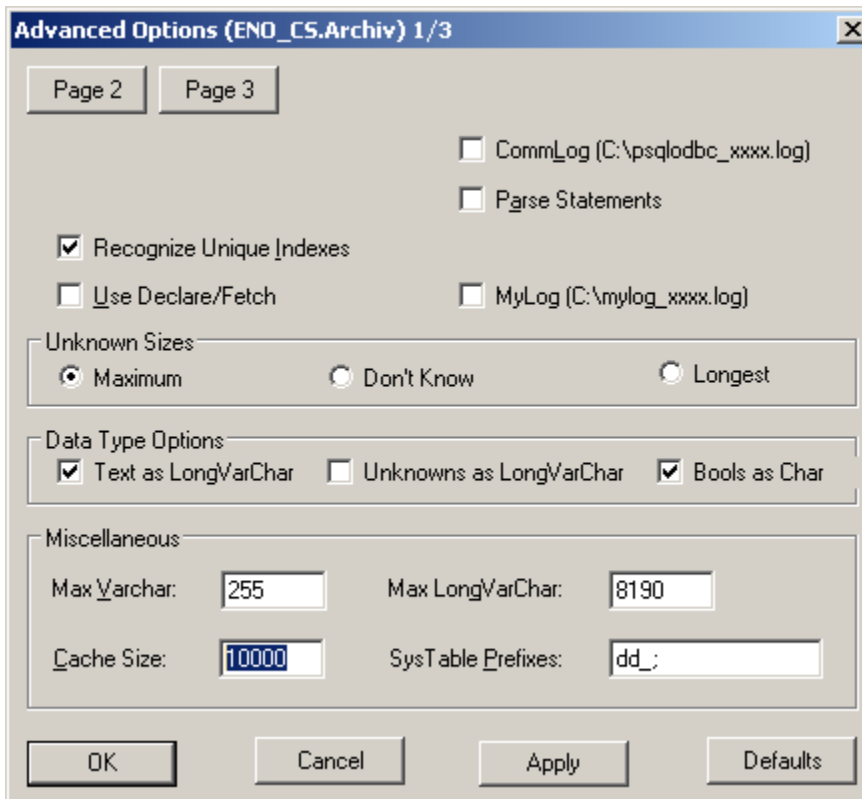 Advanced Options (ENO_CS.Archiv) 1/3
Page 2 Page 3
CommLog (C:\psqlodbc_xxxx.log)
Parse Statements
Recognize Unique Indexes
Use Declare/Fetch MyLog (C:\mylog_xxxx.log)
Unknown Sizes
Maximum Don't Know Longest
Data Type Options
Text as LongVarChar Unknowns as LongVarChar Bools as Char
Miscellaneous
Max Varchar: 255 Max LongVarChar: 8190
Cache Size: 10000 SysTable Prefixes: dd_;
OK Cancel Apply Defaults